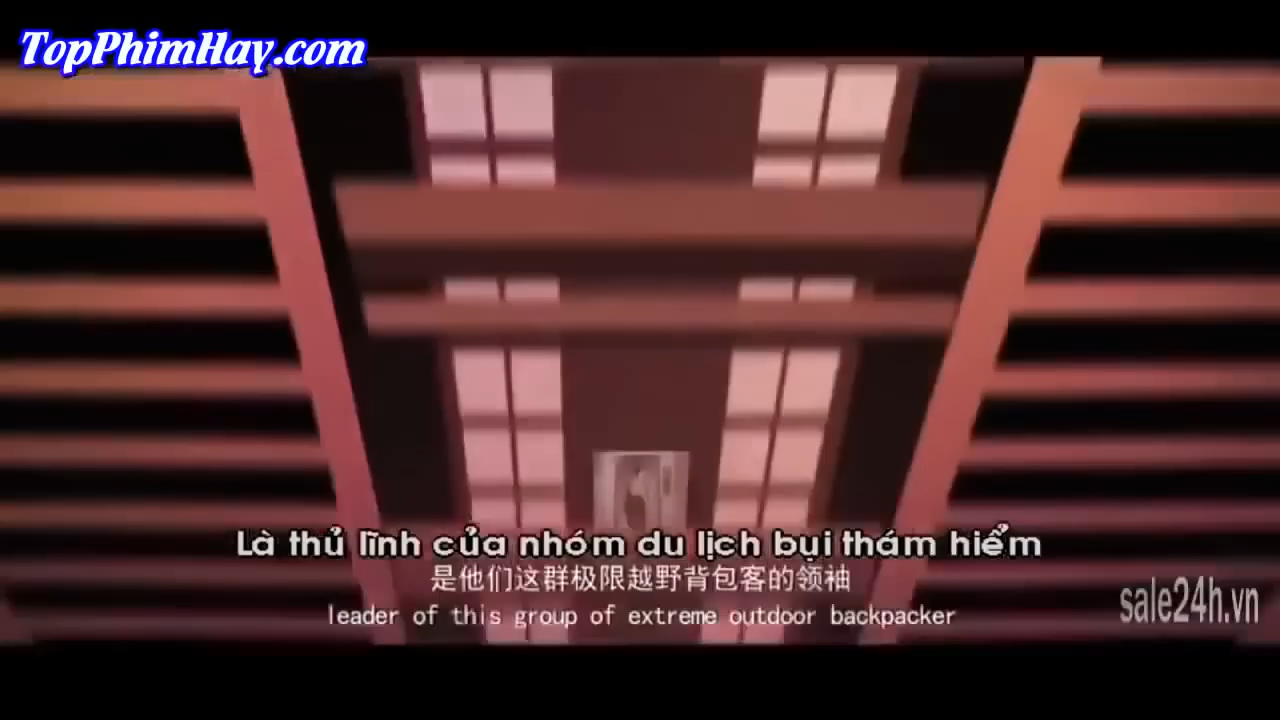 TopPhimHay.com
Là thủ lĩnh của nhóm du lịch bụi thám hiểm
是他们这群极限越野背包客的领袖
leader of this group of extreme outdoor backpacker
sale24h.vn